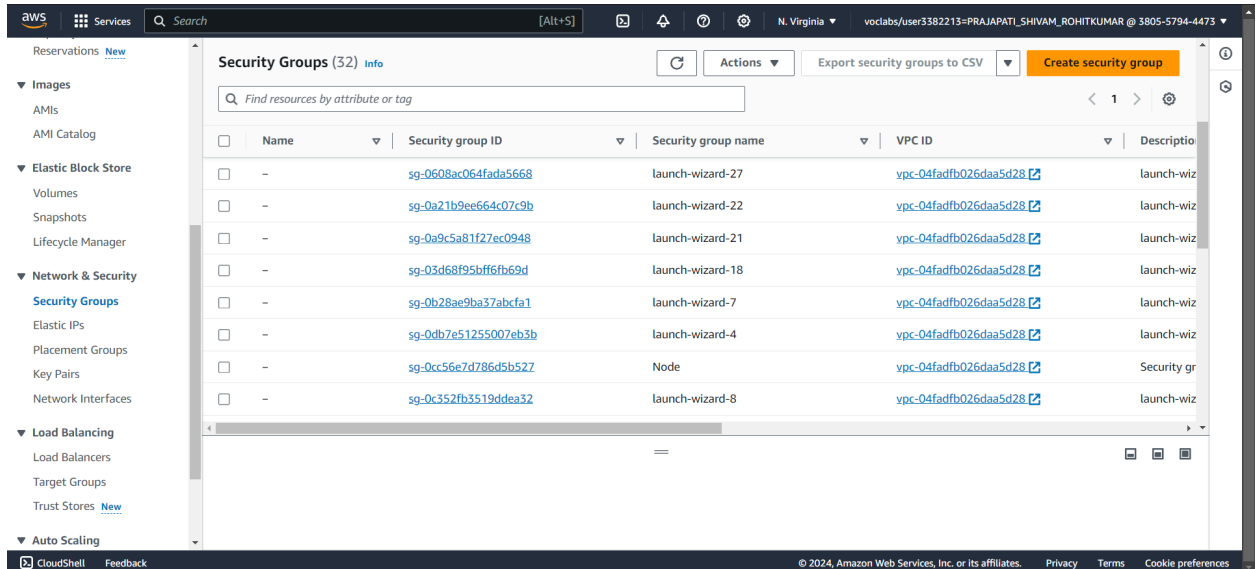 aws Services Search [Alt+S] N. Virginia ▼ voclabs/user3382213=PRAJAPATI_SHIVAM_ROHITKUMAR @ 3805-5794-4473 ▼
Reservations New
▼ Images
AMIs
AMI Catalog
▼ Elastic Block Store
Volumes
Snapshots
Lifecycle Manager
▼ Network & Security
Security Groups
Elastic IPs
Placement Groups
Key Pairs
Network Interfaces
▼ Load Balancing
Load Balancers
Target Groups
Trust Stores New
▼ Auto Scaling
Security Groups (32) Info Actions ▼ Export security groups to CSV ▼ Create security group
Find resources by attribute or tag < 1 >
Name Security group ID Security group name VPC ID Descriptio
– sg-0608ac064fada5668 launch-wizard-27 vpc-04fadfb026daa5d28 launch-wiz
– sg-0a21b9ee664c07c9b launch-wizard-22 vpc-04fadfb026daa5d28 launch-wiz
– sg-0a9c5a81f27ec0948 launch-wizard-21 vpc-04fadfb026daa5d28 launch-wiz
– sg-03d68f95bff6fb69d launch-wizard-18 vpc-04fadfb026daa5d28 launch-wiz
– sg-0b28ae9ba37abcfa1 launch-wizard-7 vpc-04fadfb026daa5d28 launch-wiz
– sg-0db7e51255007eb3b launch-wizard-4 vpc-04fadfb026daa5d28 launch-wiz
– sg-0cc56e7d786d5b527 Node vpc-04fadfb026daa5d28 Security gr
– sg-0c352fb3519ddea32 launch-wizard-8 vpc-04fadfb026daa5d28 launch-wiz
CloudShell Feedback © 2024, Amazon Web Services, Inc. or its affiliates. Privacy Terms Cookie preferences